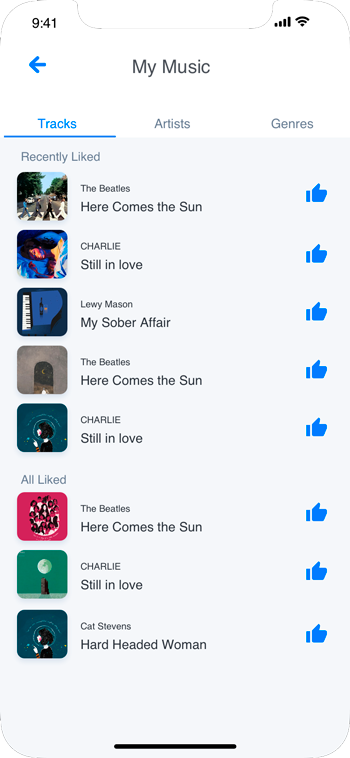 9:41
My Music
Tracks Artists Genres
Recently Liked
The Beatles
Here Comes the Sun
CHARLIE
Still in love
Lewy Mason
My Sober Affair
The Beatles
Here Comes the Sun
CHARLIE
Still in love
All Liked
The Beatles
Here Comes the Sun
CHARLIE
Still in love
Cat Stevens
Hard Headed Woman